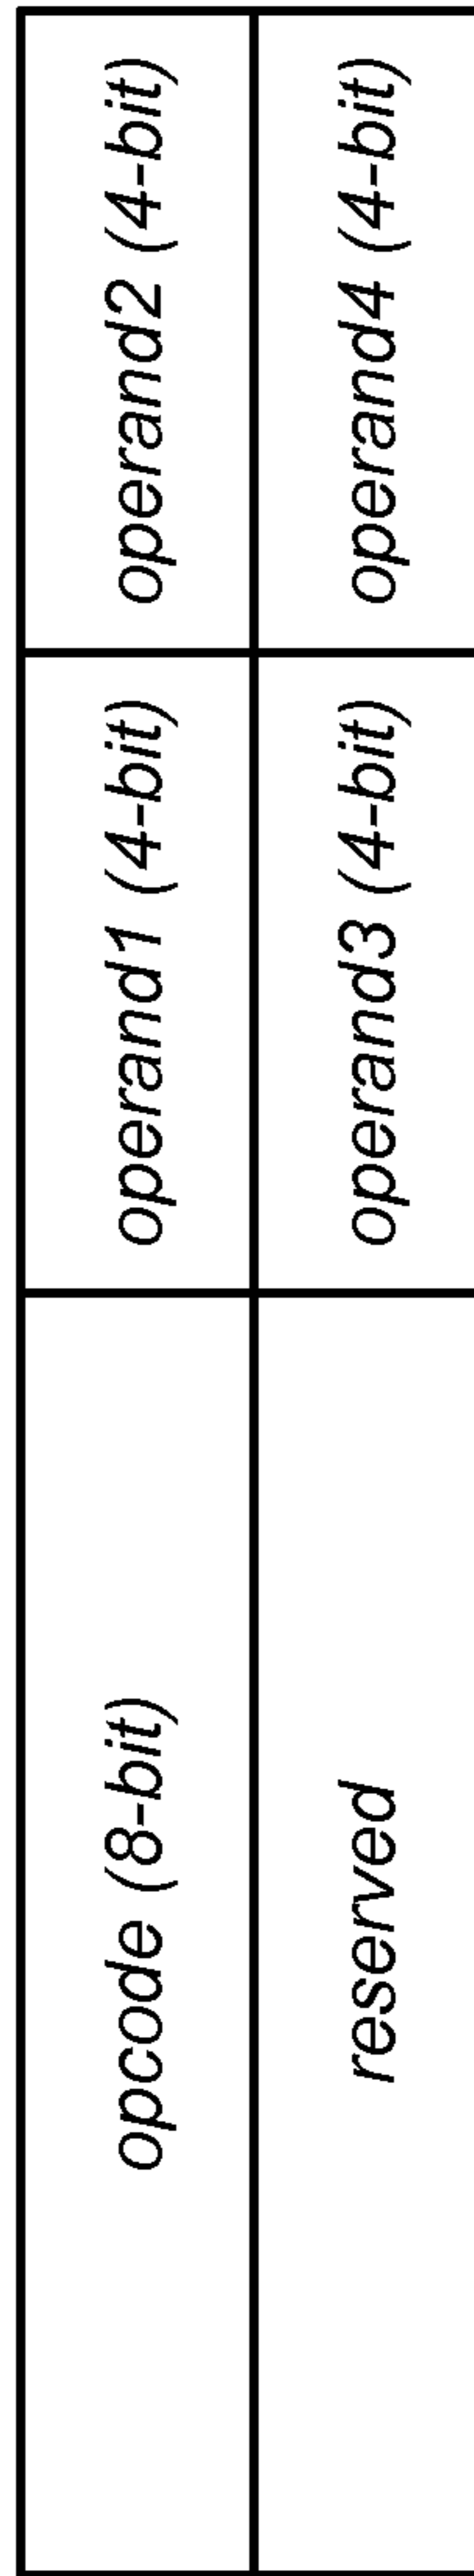 opcode (8-bit) operand1 (4-bit) operand2 (4-bit)
reserved operand3 (4-bit) operand4 (4-bit)